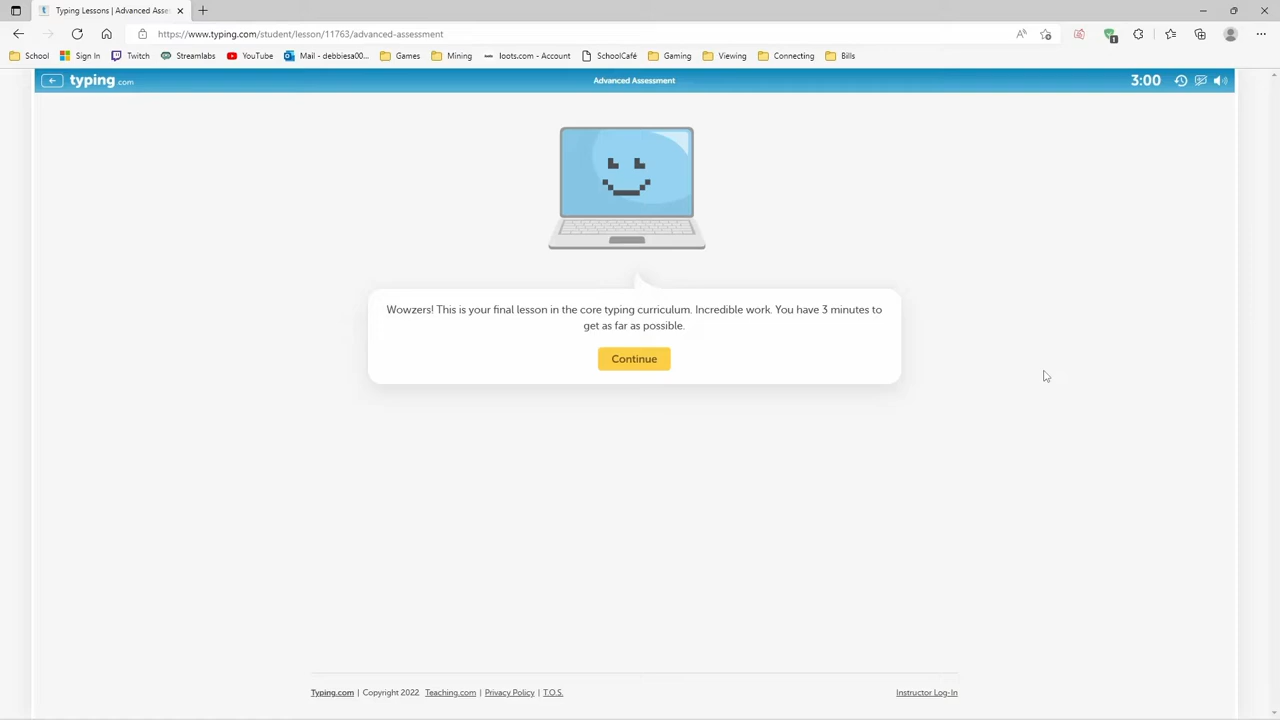 Typing Lessons | Advanced Asse
https://www.typing.com/student/lesson/11763/advanced-assessment
School Sign In Twitch Streamlabs YouTube Mail - debbiesa00... Games Mining loots.com - Account SchoolCafé Gaming Viewing Connecting Bills
typing.com Advanced Assessment 3:00
Wowzers! This is your final lesson in the core typing curriculum. Incredible work. You have 3 minutes to
get as far as possible.
Continue
Typing.com | Copyright 2022 Teaching.com | Privacy Policy | T.O.S. Instructor Log-In